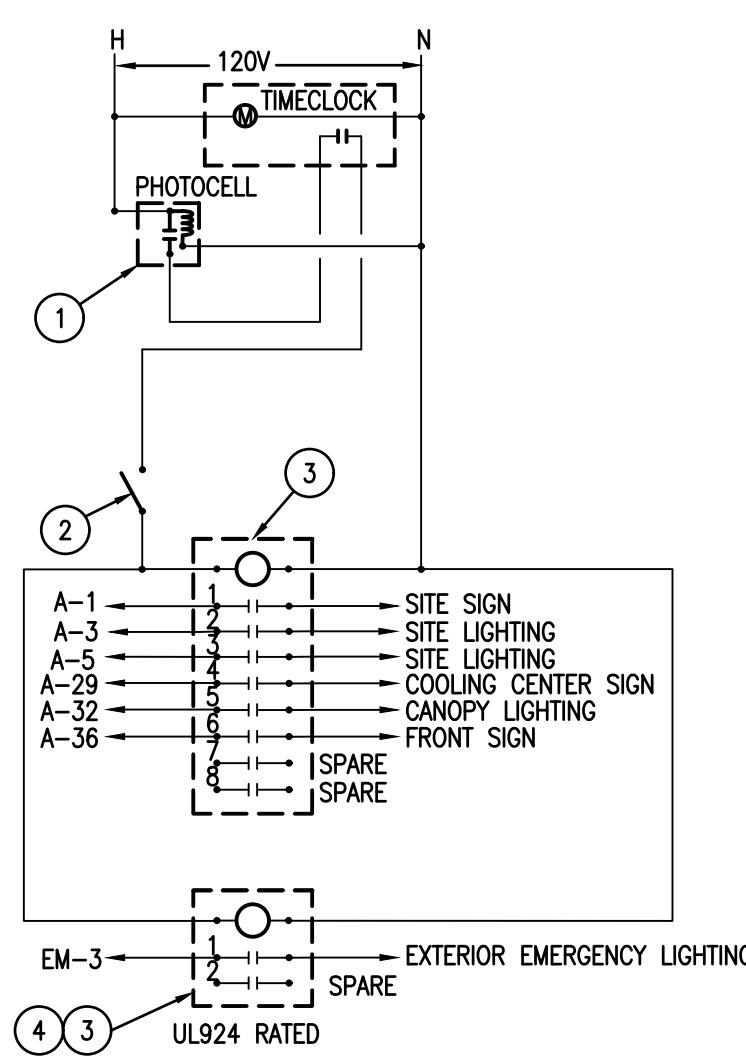 H N
120V
TIMECLOCK
M
PHOTOCELL
1
3
2
1
A-1 SITE SIGN
2
A-3 SITE LIGHTING
3
A-5 SITE LIGHTING
4
A-29 COOLING CENTER SIGN
5
A-32 CANOPY LIGHTING
6
A-36 FRONT SIGN
7
SPARE
8
SPARE
1
EM-3 EXTERIOR EMERGENCY LIGHTING
2
SPARE
4 3
UL924 RATED